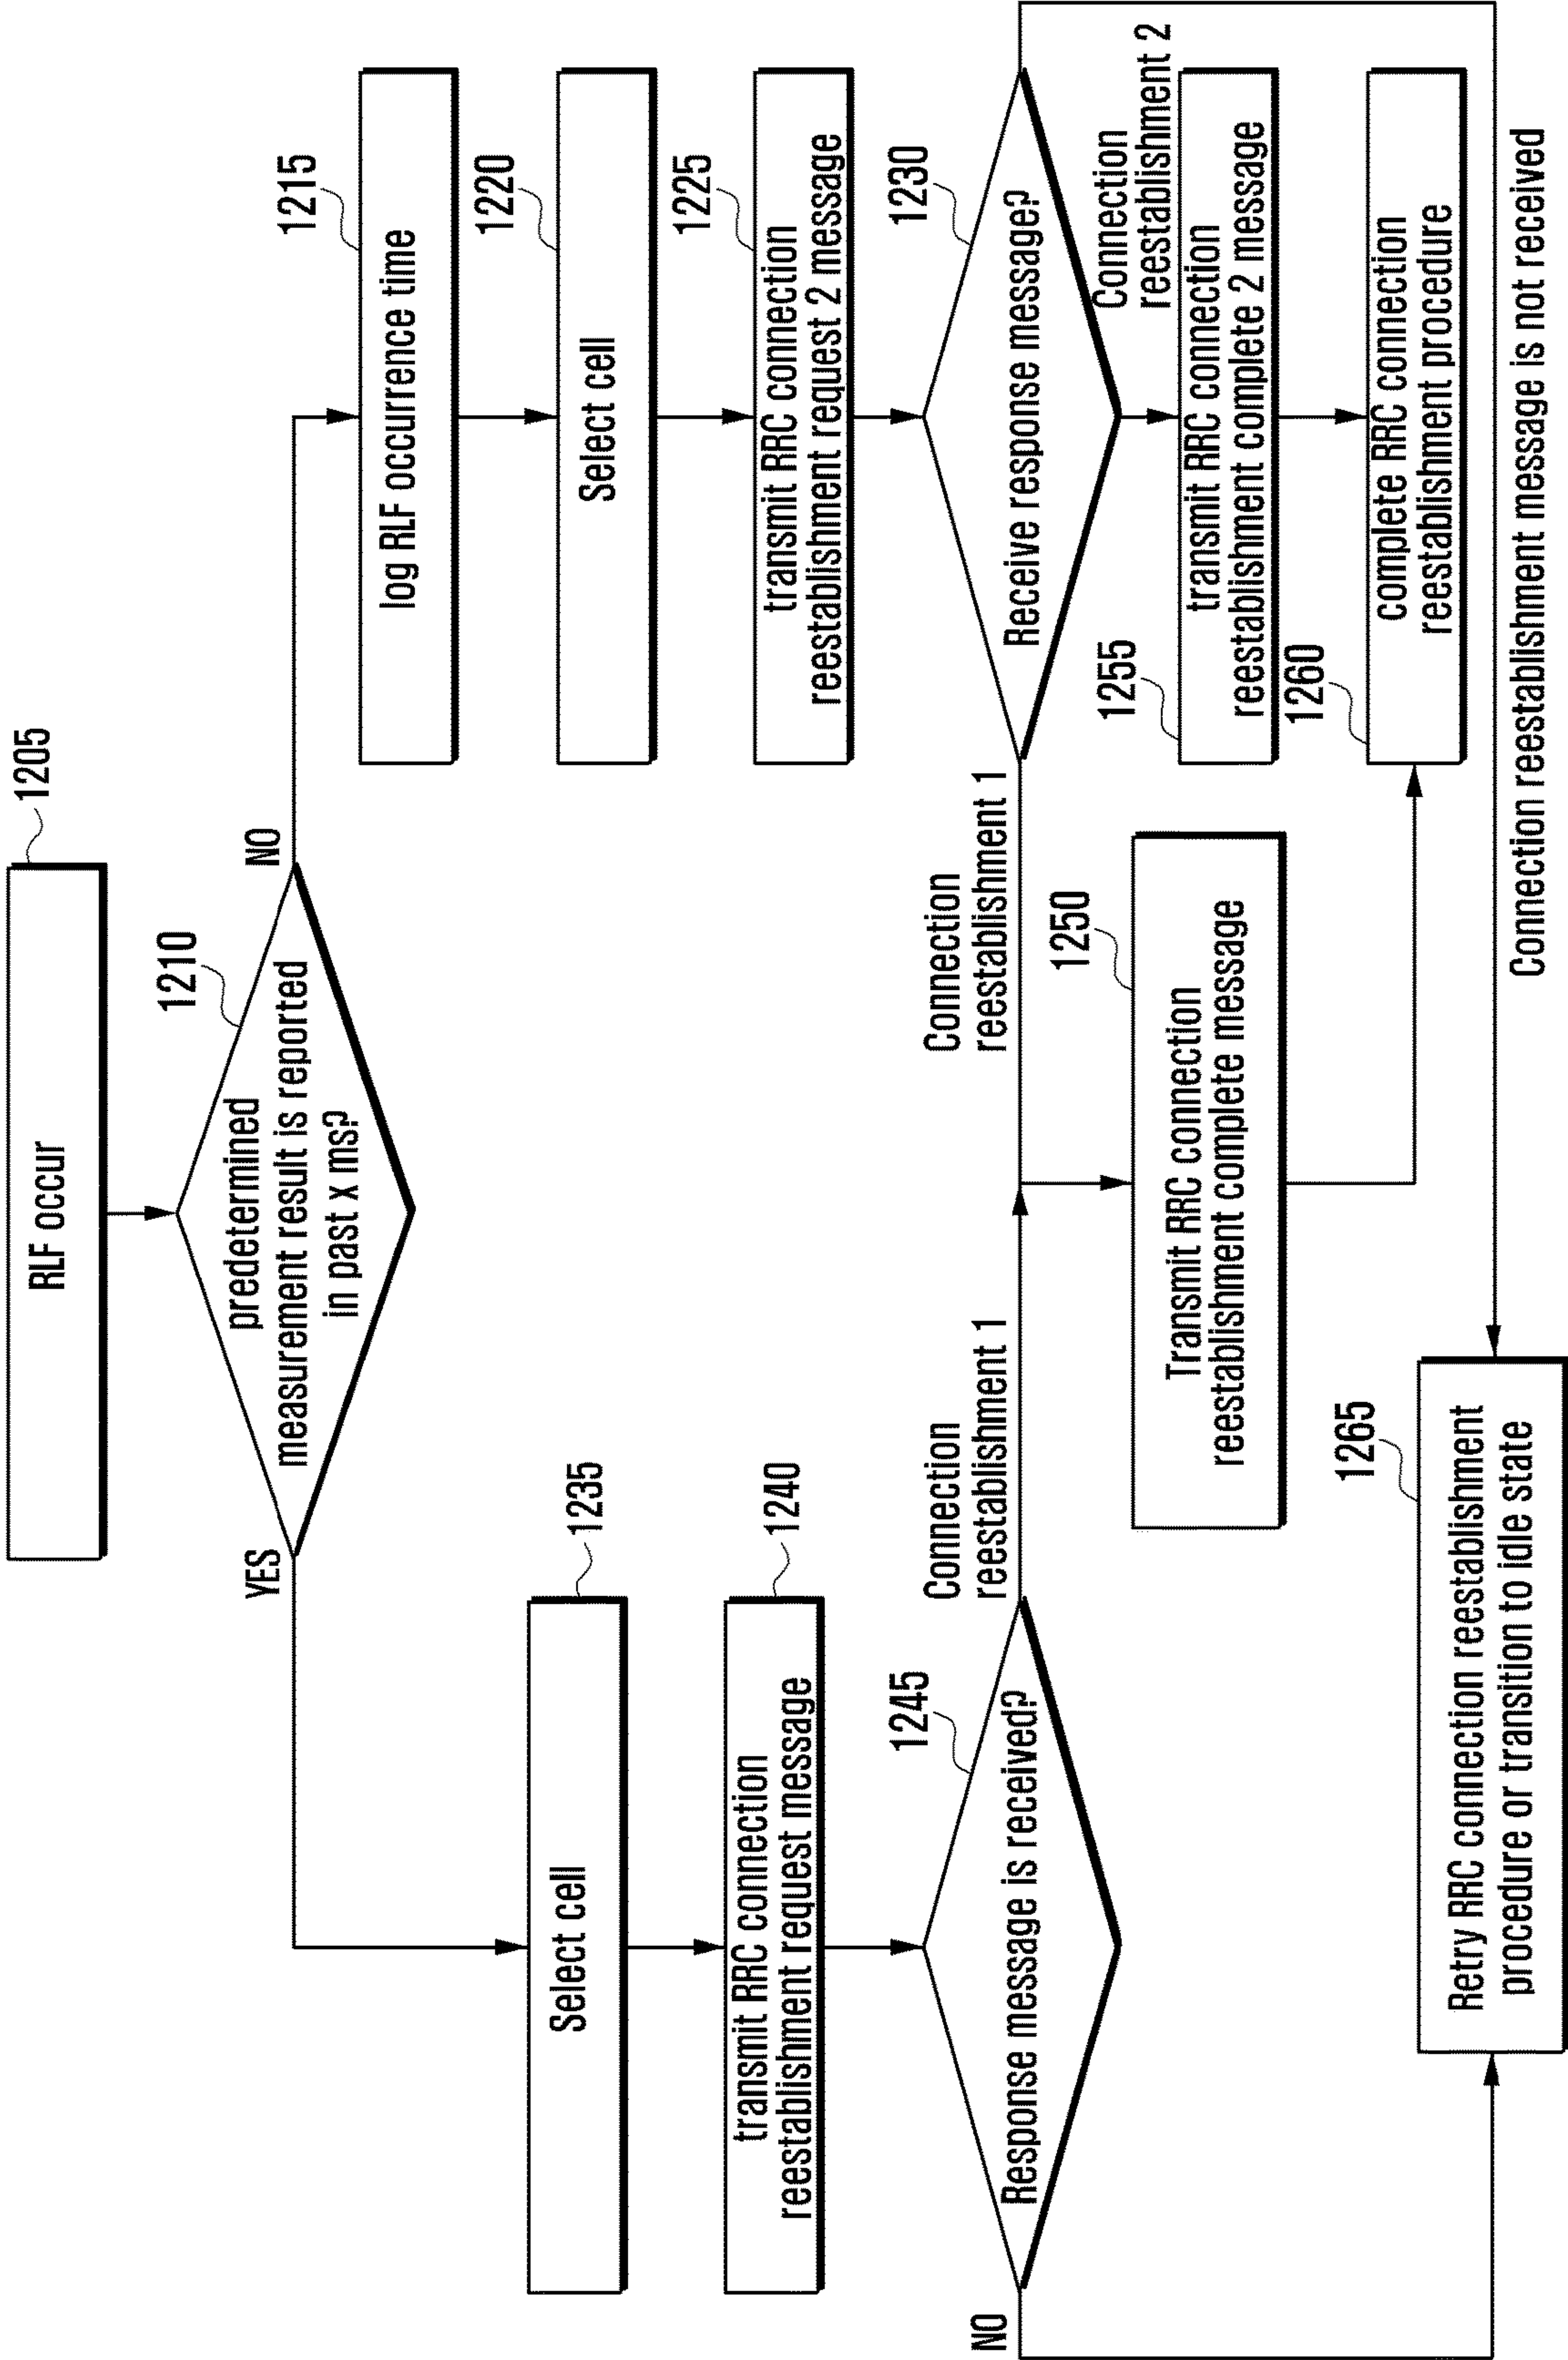 1205
RLF occur
1210
predetermined
measurement result is reported
in past x ms?
YES
NO
1215
log RLF occurrence time
1220
Select cell
1225
transmit RRC connection
reestablishment request 2 message
1230
Receive response message?
1235
Select cell
1240
transmit RRC connection
reestablishment request message
1245
Response message is received?
NO
Connection
reestablishment 1
Connection
reestablishment 1
Connection
reestablishment 2
1250
Transmit RRC connection
reestablishment complete message
1255
transmit RRC connection
reestablishment complete 2 message
1260
complete RRC connection
reestablishment procedure
1265
Retry RRC connection reestablishment
procedure or transition to idle state
Connection reestablishment message is not received